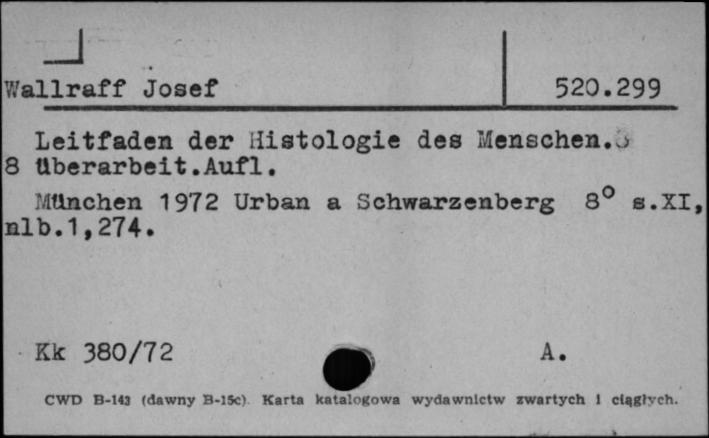 Wallraff Josef 520.299
Leitfaden der Histologie des Menschen.
8 überarbeit.Aufl.
München 1972 Urban a Schwarzenberg 8° s.XI,
nlb.1,274.
Kk 380/72 A.
CWD B-143 (dawny B-15c). Karta katalogowa wydawnictw zwartych i ciągłych.